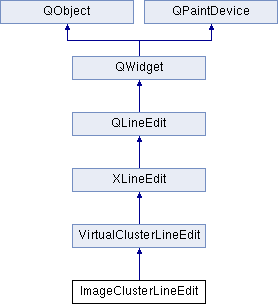 QObject
QPaintDevice
QWidget
QLineEdit
XLineEdit
VirtualClusterLineEdit
ImageClusterLineEdit